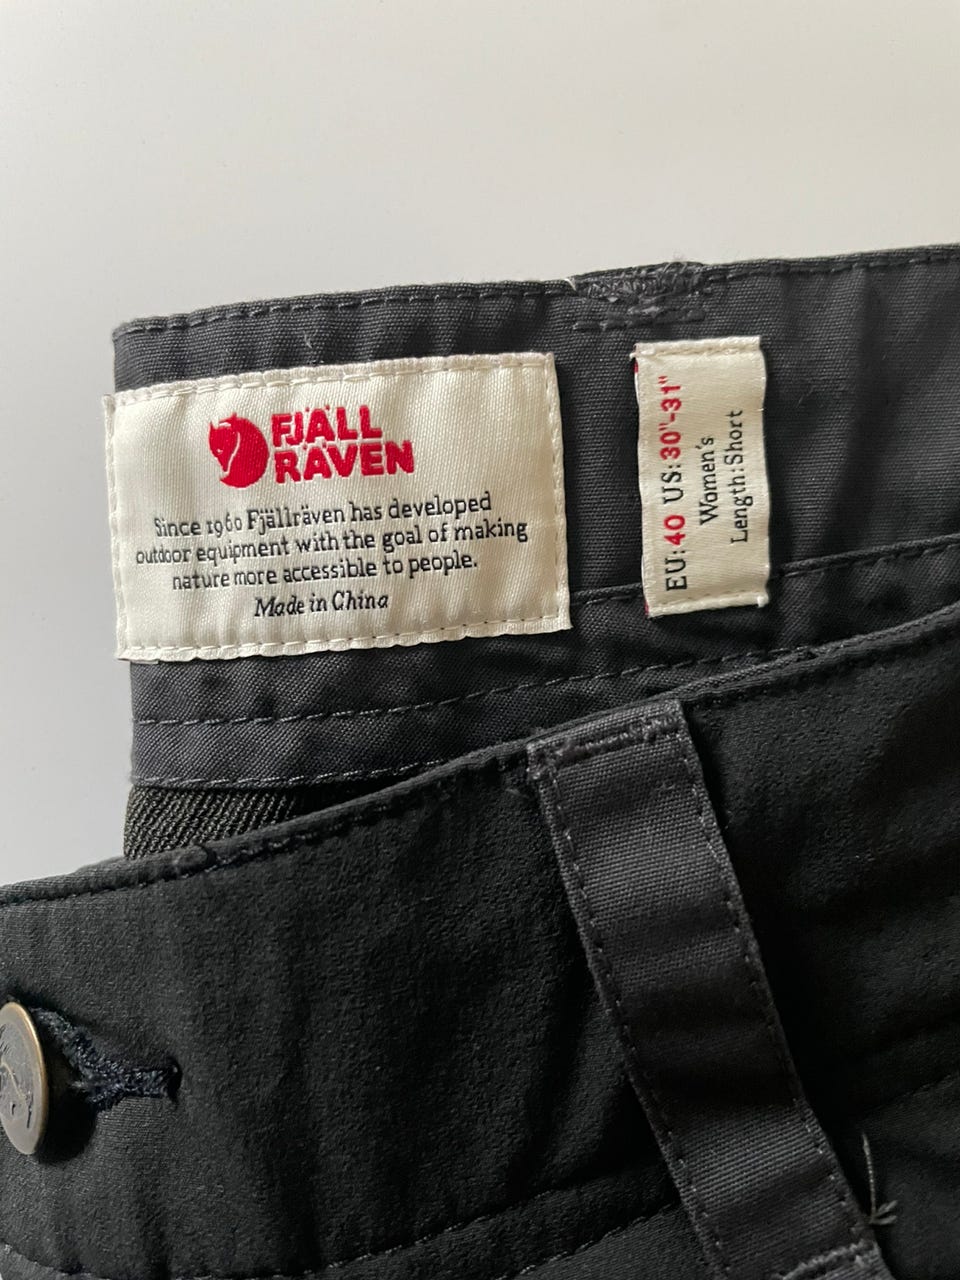 FJÄLL
RÄVEN
Since 1960 Fjällräven has developed
outdoor equipment with the goal of making
nature more accessible to people.
Made in China
EU: 40 US: 30"-31"
Women's
Length: Short